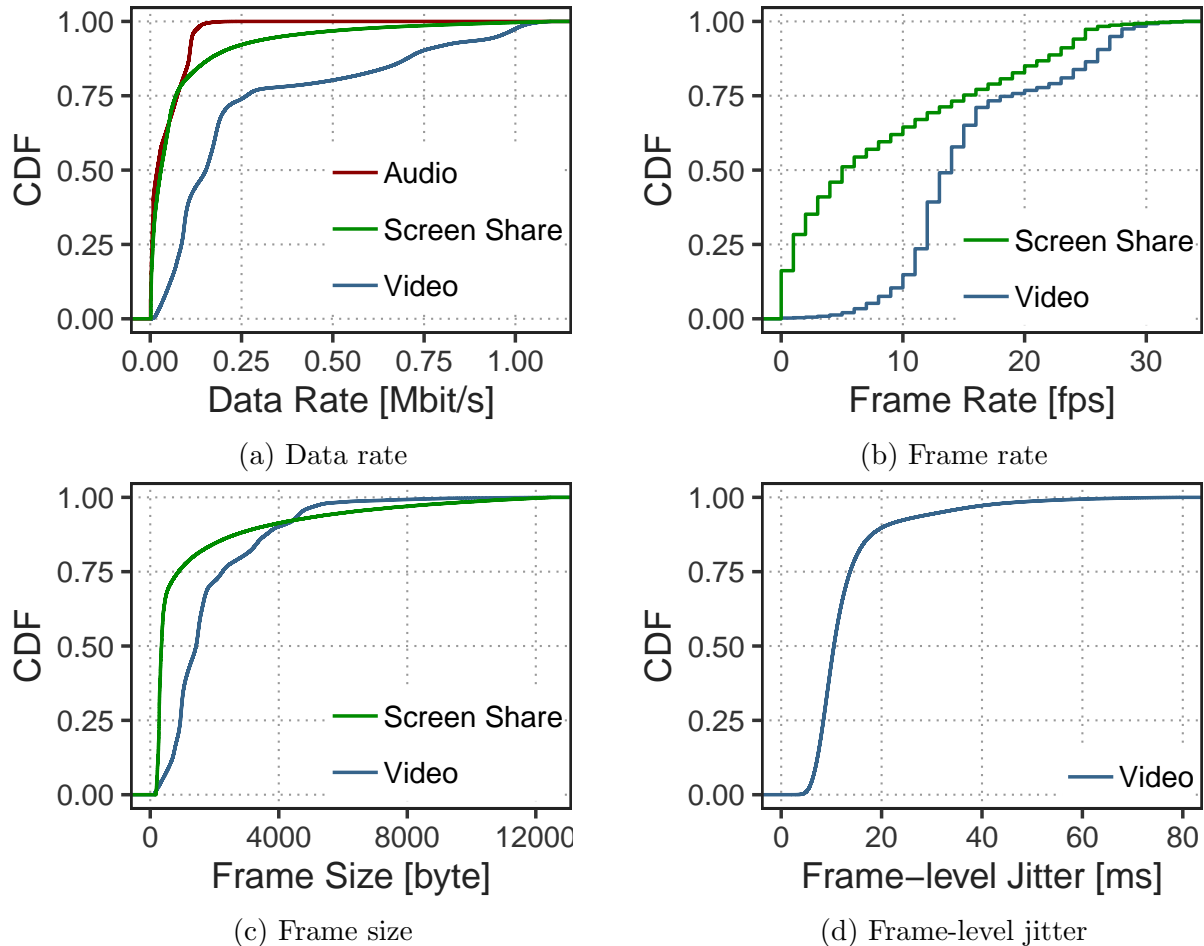 1.00
0.75
0.50
0.25
0.00
CDF
Audio
Screen Share
Video
0.00 0.25 0.50 0.75 1.00
Data Rate [Mbit/s]
(a) Data rate
1.00
0.75
0.50
0.25
0.00
CDF
Screen Share
Video
0 10 20 30
Frame Rate [fps]
(b) Frame rate
1.00
0.75
0.50
0.25
0.00
CDF
Screen Share
Video
0 4000 8000 12000
Frame Size [byte]
(c) Frame size
1.00
0.75
0.50
0.25
0.00
CDF
Video
0 20 40 60 80
Frame−level Jitter [ms]
(d) Frame-level jitter